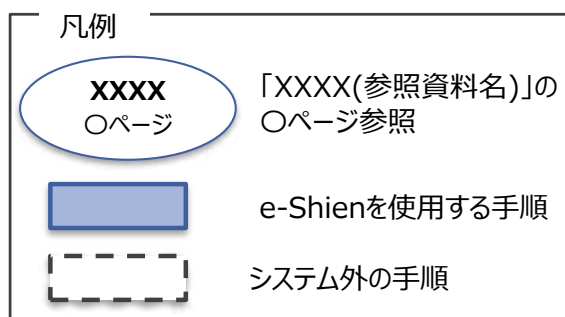 凡例
XXXX
〇ページ
「XXXX(参照資料名)」の
〇ページ参照
e-Shienを使用する手順
システム外の手順